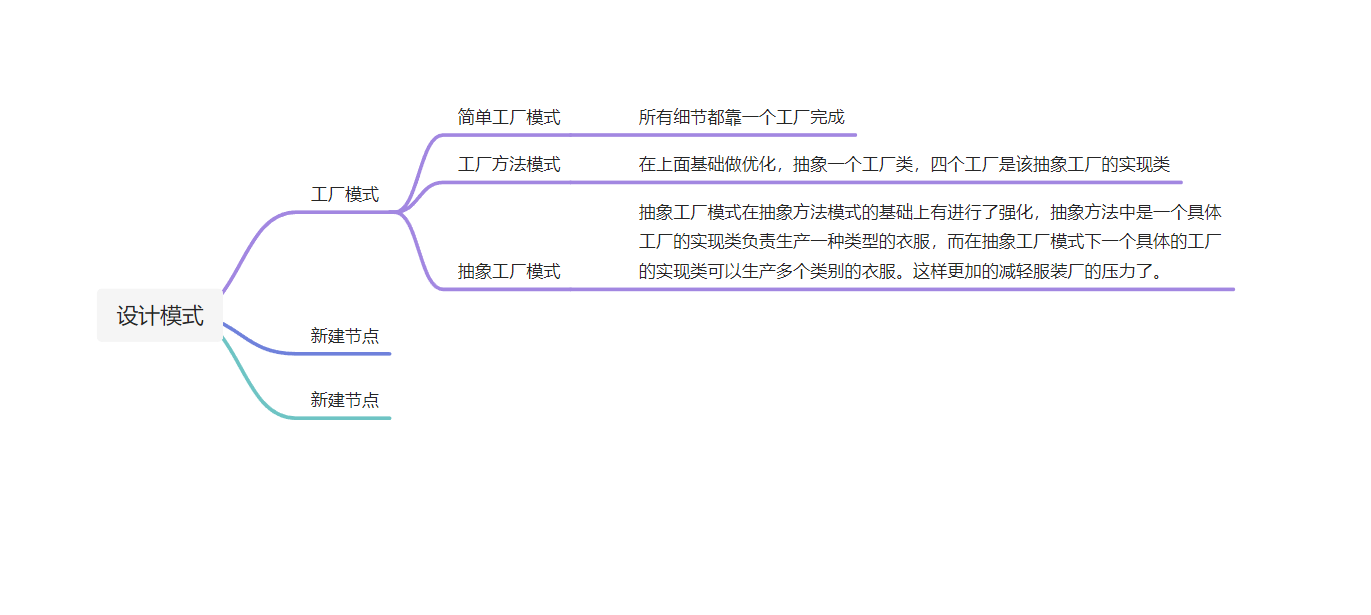 简单工厂模式
所有细节都靠一个工厂完成
工厂方法模式
在上面基础做优化，抽象一个工厂类，四个工厂是该抽象工厂的实现类
工厂模式
抽象工厂模式在抽象方法模式的基础上有进行了强化，抽象方法中是一个具体
工厂的实现类负责生产一种类型的衣服，而在抽象工厂模式下一个具体的工厂
的实现类可以生产多个类别的衣服。这样更加的减轻服装厂的压力了。
抽象工厂模式
设计模式
新建节点
新建节点